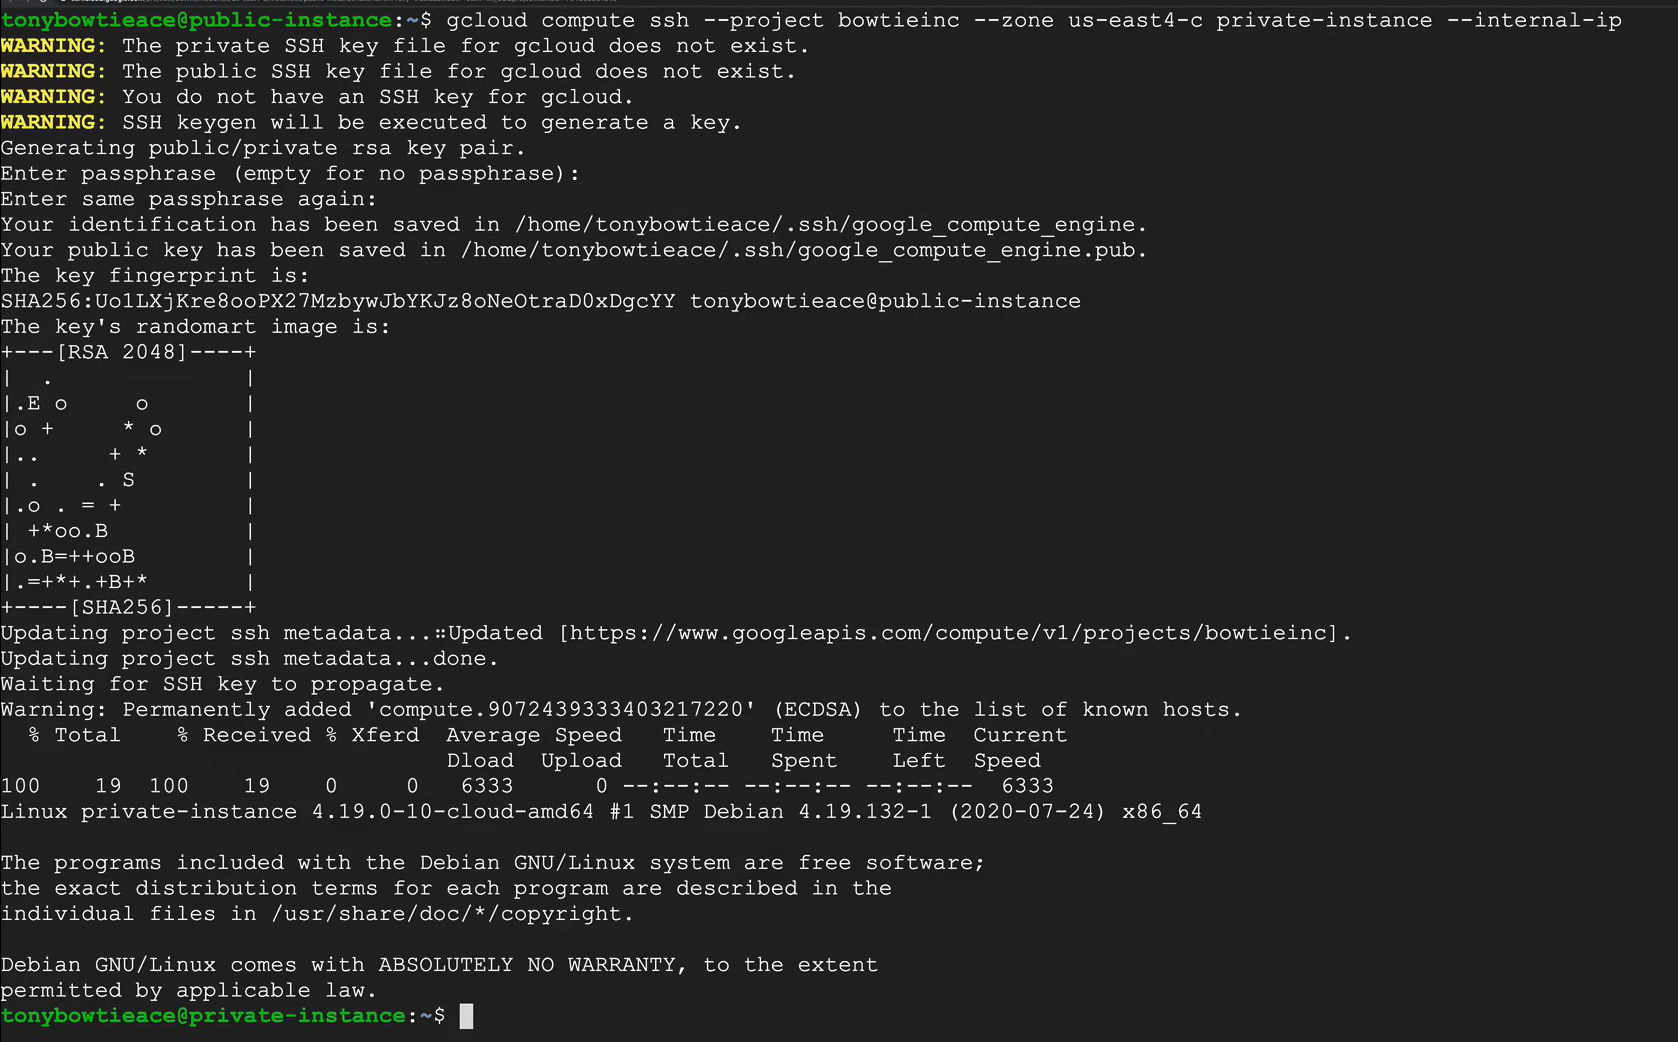 tonybowtieace@public-instance:~$ gcloud compute ssh --project bowtieinc --zone us-east4-c private-instance --internal-ip
WARNING: The private SSH key file for gcloud does not exist.
WARNING: The public SSH key file for gcloud does not exist.
WARNING: You do not have an SSH key for gcloud.
WARNING: SSH keygen will be executed to generate a key.
Generating public/private rsa key pair.
Enter passphrase (empty for no passphrase):
Enter same passphrase again:
Your identification has been saved in /home/tonybowtieace/.ssh/google_compute_engine.
Your public key has been saved in /home/tonybowtieace/.ssh/google_compute_engine.pub.
The key fingerprint is:
SHA256:Uo1LXjKre8ooPX27MzbywJbYKJz8oNeOtraD0xDgcYY tonybowtieace@public-instance
The key's randomart image is:
+---[RSA 2048]----+
|  .              |
|.E o     o       |
|o +     * o      |
|..     + *       |
| .    . S        |
|.o . = +         |
| +*oo.B          |
|o.B=++ooB        |
|.=+*+.+B+*       |
+----[SHA256]-----+
Updating project ssh metadata...⠶Updated [https://www.googleapis.com/compute/v1/projects/bowtieinc].
Updating project ssh metadata...done.
Waiting for SSH key to propagate.
Warning: Permanently added 'compute.9072439333403217220' (ECDSA) to the list of known hosts.
  % Total    % Received % Xferd  Average Speed   Time    Time     Time  Current
                                 Dload  Upload   Total   Spent    Left  Speed
100    19  100    19    0     0   6333      0 --:--:-- --:--:-- --:--:--  6333
Linux private-instance 4.19.0-10-cloud-amd64 #1 SMP Debian 4.19.132-1 (2020-07-24) x86_64
The programs included with the Debian GNU/Linux system are free software;
the exact distribution terms for each program are described in the
individual files in /usr/share/doc/*/copyright.
Debian GNU/Linux comes with ABSOLUTELY NO WARRANTY, to the extent
permitted by applicable law.
tonybowtieace@private-instance:~$